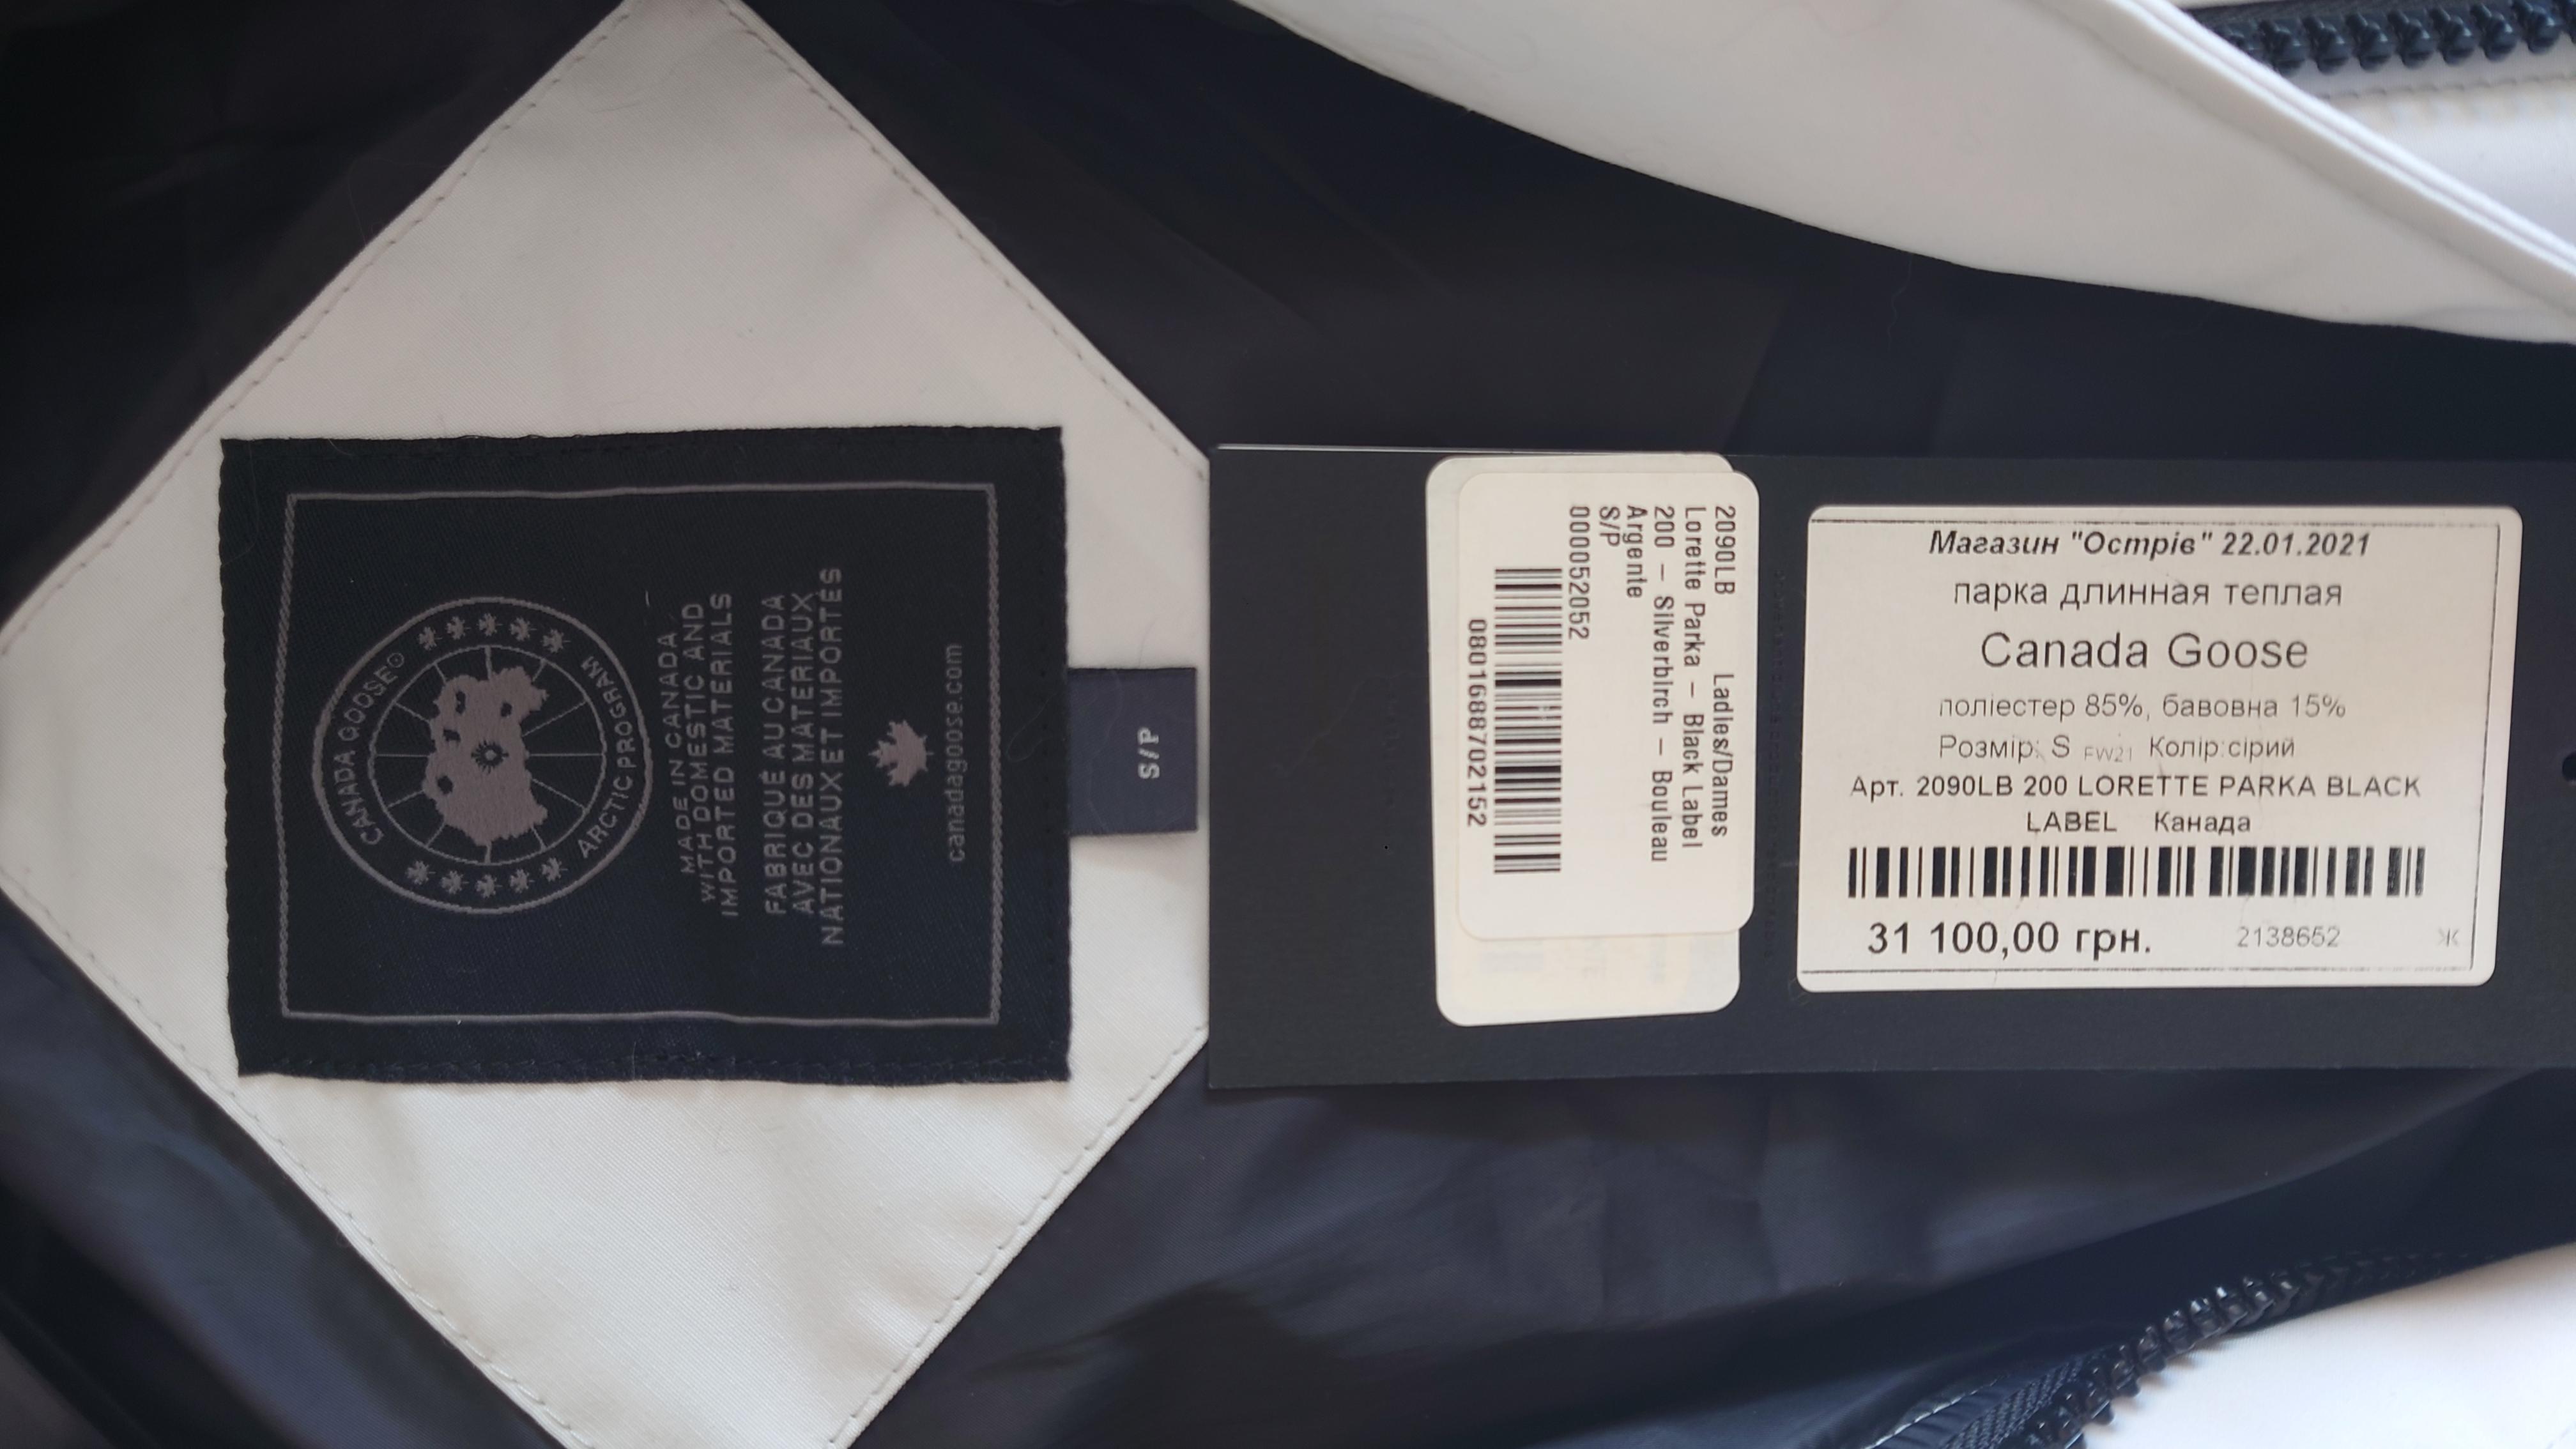 CANADA GOOSE®
ARCTIC PROGRAM
MADE IN CANADA
WITH DOMESTIC AND
IMPORTED MATERIALS
FABRIQUÉ AU CANADA
AVEC DES MATERIAUX
NATIONAUX ET IMPORTÉS
canadagoose.com
S/P
2090LB Ladies/Dames
Lorette Parka – Black Label
200 – Silverbirch – Bouleau
Argente
S/P
000052052
0801688702152
Магазин "Острів" 22.01.2021
парка длинная теплая
Canada Goose
поліестер 85%, бавовна 15%
Розмір: S FW21 Колір:сірий
Арт. 2090LB 200 LORETTE PARKA BLACK
LABEL Канада
31 100,00 грн. 2138652 Ж